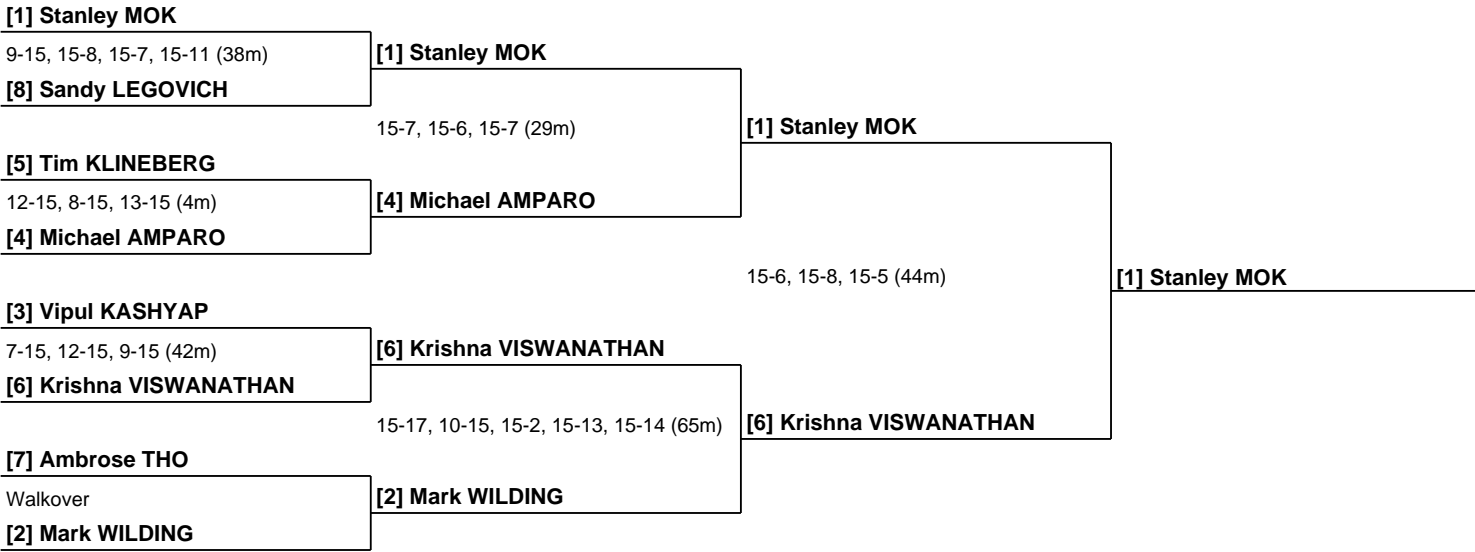 [1] Stanley MOK
9-15, 15-8, 15-7, 15-11 (38m)
[1] Stanley MOK
[8] Sandy LEGOVICH
15-7, 15-6, 15-7 (29m)
[1] Stanley MOK
[5] Tim KLINEBERG
12-15, 8-15, 13-15 (4m)
[4] Michael AMPARO
[4] Michael AMPARO
15-6, 15-8, 15-5 (44m)
[1] Stanley MOK
[3] Vipul KASHYAP
7-15, 12-15, 9-15 (42m)
[6] Krishna VISWANATHAN
[6] Krishna VISWANATHAN
15-17, 10-15, 15-2, 15-13, 15-14 (65m)
[6] Krishna VISWANATHAN
[7] Ambrose THO
Walkover
[2] Mark WILDING
[2] Mark WILDING